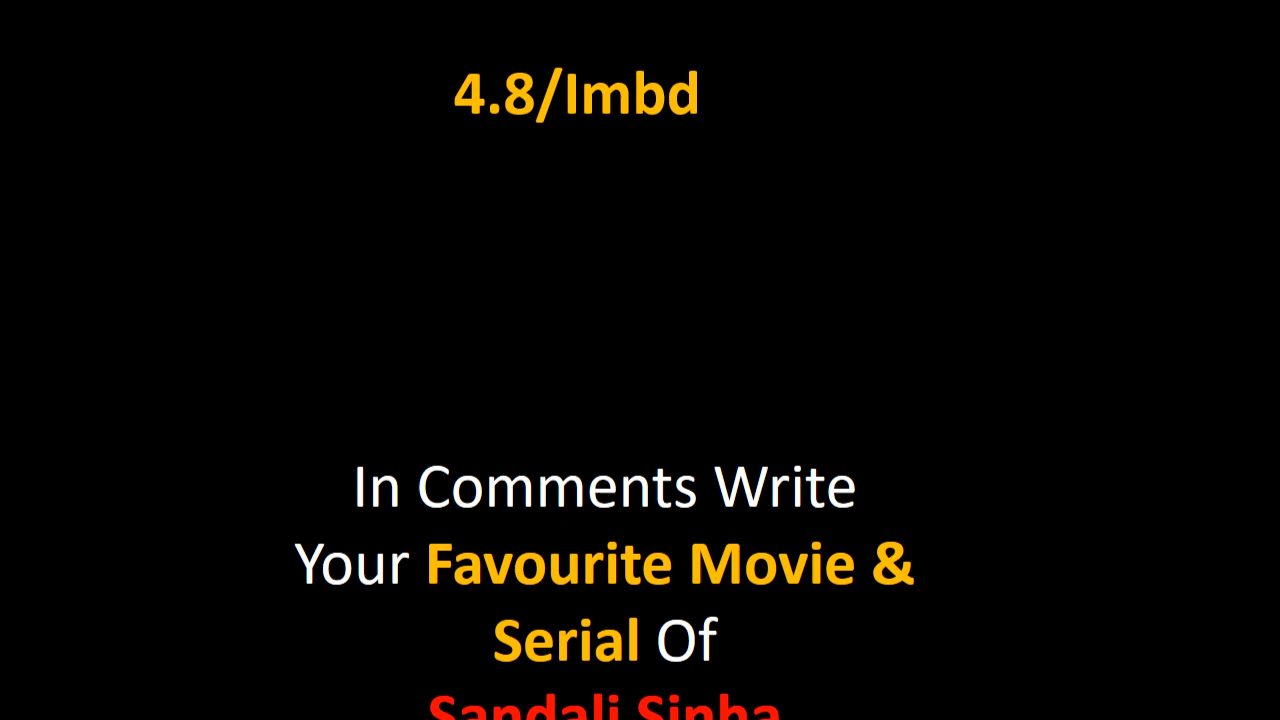 4.8/Imbd
In Comments Write
Your Favourite Movie &
Serial Of
Sandali Sinha